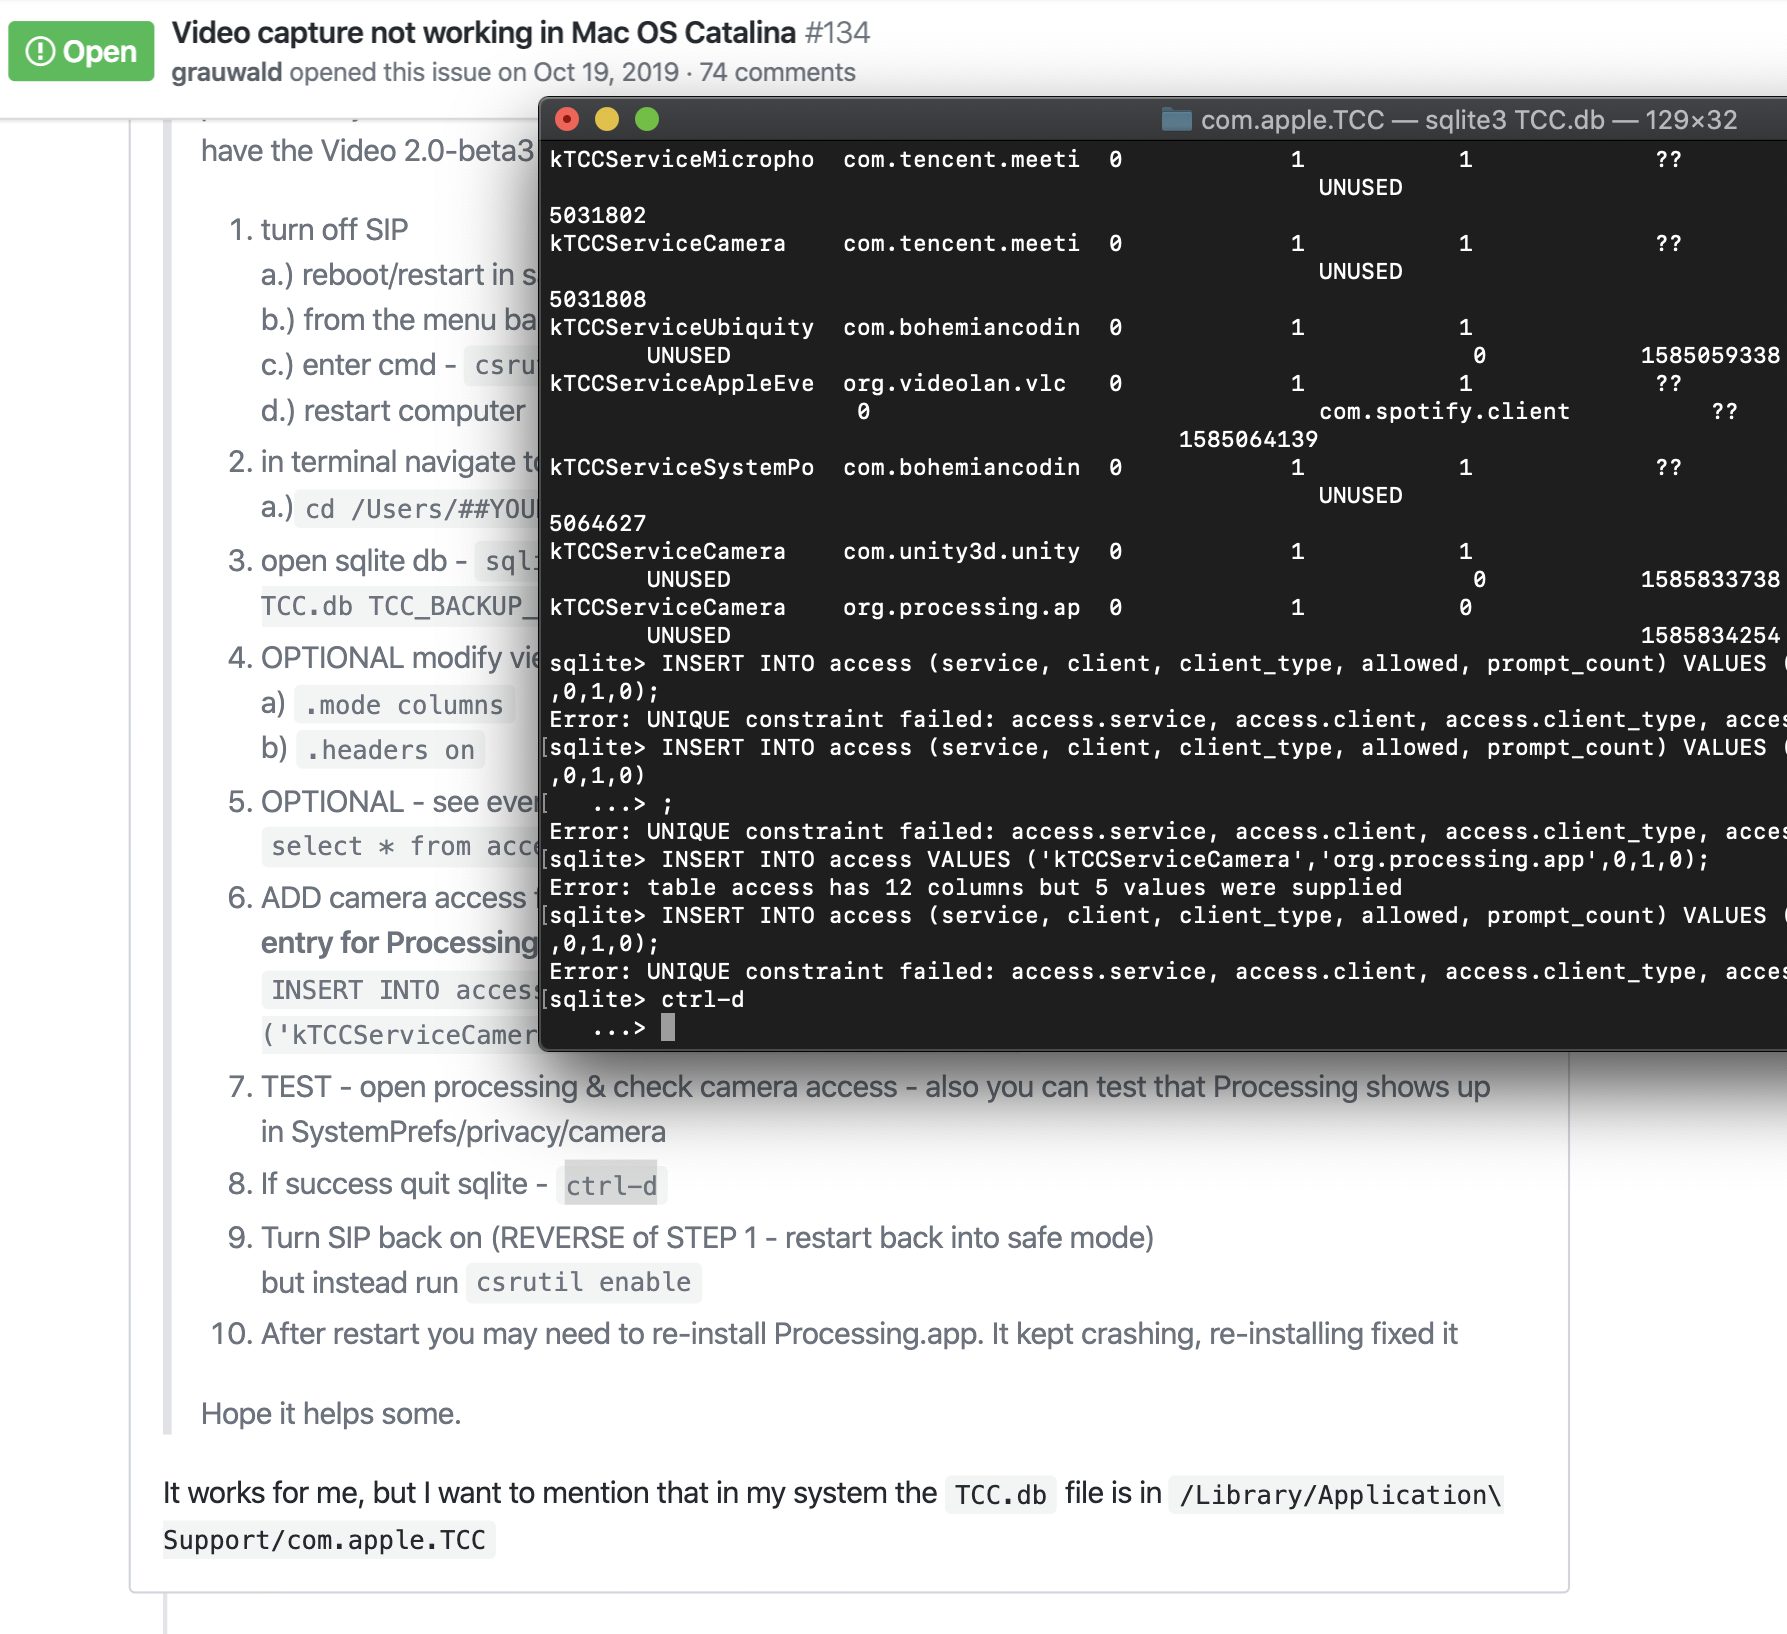 Open
Video capture not working in Mac OS Catalina #134
grauwald opened this issue on Oct 19, 2019 · 74 comments
have the Video 2.0-beta3
1. turn off SIP
a.) reboot/restart in s
b.) from the menu ba
c.) enter cmd - csru
d.) restart computer
2. in terminal navigate to
a.) cd /Users/##YOU
3. open sqlite db - sqli
TCC.db TCC_BACKUP_
4. OPTIONAL modify vie
a) .mode columns
b) .headers on
5. OPTIONAL - see ever
select * from acce
6. ADD camera access
entry for Processing
INSERT INTO access
('kTCCServiceCamer
7. TEST - open processing & check camera access - also you can test that Processing shows up
in SystemPrefs/privacy/camera
8. If success quit sqlite - ctrl-d
9. Turn SIP back on (REVERSE of STEP 1 - restart back into safe mode)
but instead run csrutil enable
10. After restart you may need to re-install Processing.app. It kept crashing, re-installing fixed it
Hope it helps some.
It works for me, but I want to mention that in my system the TCC.db file is in /Library/Application\
Support/com.apple.TCC
com.apple.TCC — sqlite3 TCC.db — 129×32
kTCCServiceMicropho com.tencent.meeti 0 1 1 ??
UNUSED
5031802
kTCCServiceCamera com.tencent.meeti 0 1 1 ??
UNUSED
5031808
kTCCServiceUbiquity com.bohemiancodin 0 1 1
UNUSED 0 1585059338
kTCCServiceAppleEve org.videolan.vlc 0 1 1 ??
0 com.spotify.client ??
1585064139
kTCCServiceSystemPo com.bohemiancodin 0 1 1 ??
UNUSED
5064627
kTCCServiceCamera com.unity3d.unity 0 1 1
UNUSED 0 1585833738
kTCCServiceCamera org.processing.ap 0 1 0
UNUSED 1585834254
sqlite> INSERT INTO access (service, client, client_type, allowed, prompt_count) VALUES (
,0,1,0);
Error: UNIQUE constraint failed: access.service, access.client, access.client_type, acces
[sqlite> INSERT INTO access (service, client, client_type, allowed, prompt_count) VALUES (
,0,1,0)
[ ...> ;
Error: UNIQUE constraint failed: access.service, access.client, access.client_type, acces
[sqlite> INSERT INTO access VALUES ('kTCCServiceCamera','org.processing.app',0,1,0);
Error: table access has 12 columns but 5 values were supplied
[sqlite> INSERT INTO access (service, client, client_type, allowed, prompt_count) VALUES (
,0,1,0);
Error: UNIQUE constraint failed: access.service, access.client, access.client_type, acces
[sqlite> ctrl-d
...>